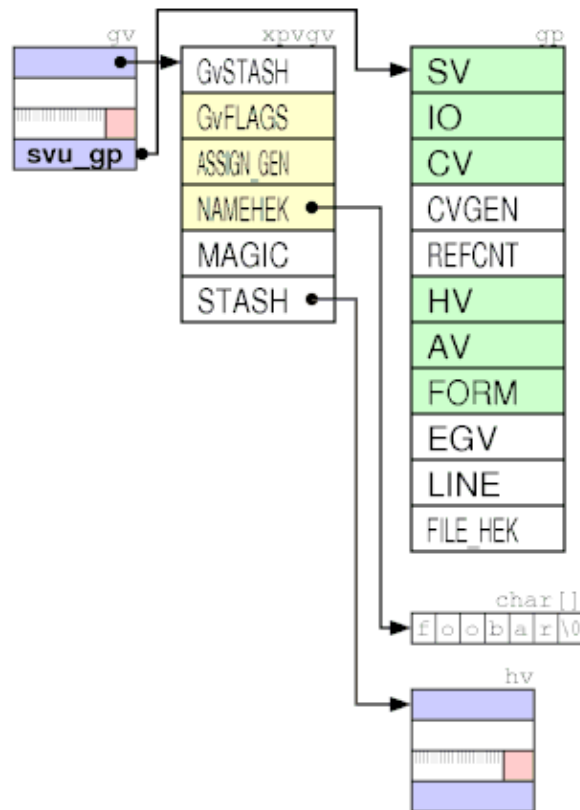 gv
svu_gp
xpvgv
GvSTASH
GvFLAGS
ASSIGN_GEN
NAMEHEK
MAGIC
STASH
gp
SV
IO
CV
CVGEN
REFCNT
HV
AV
FORM
EGV
LINE
FILE_HEK
char[]
f o o b a r \0
hv